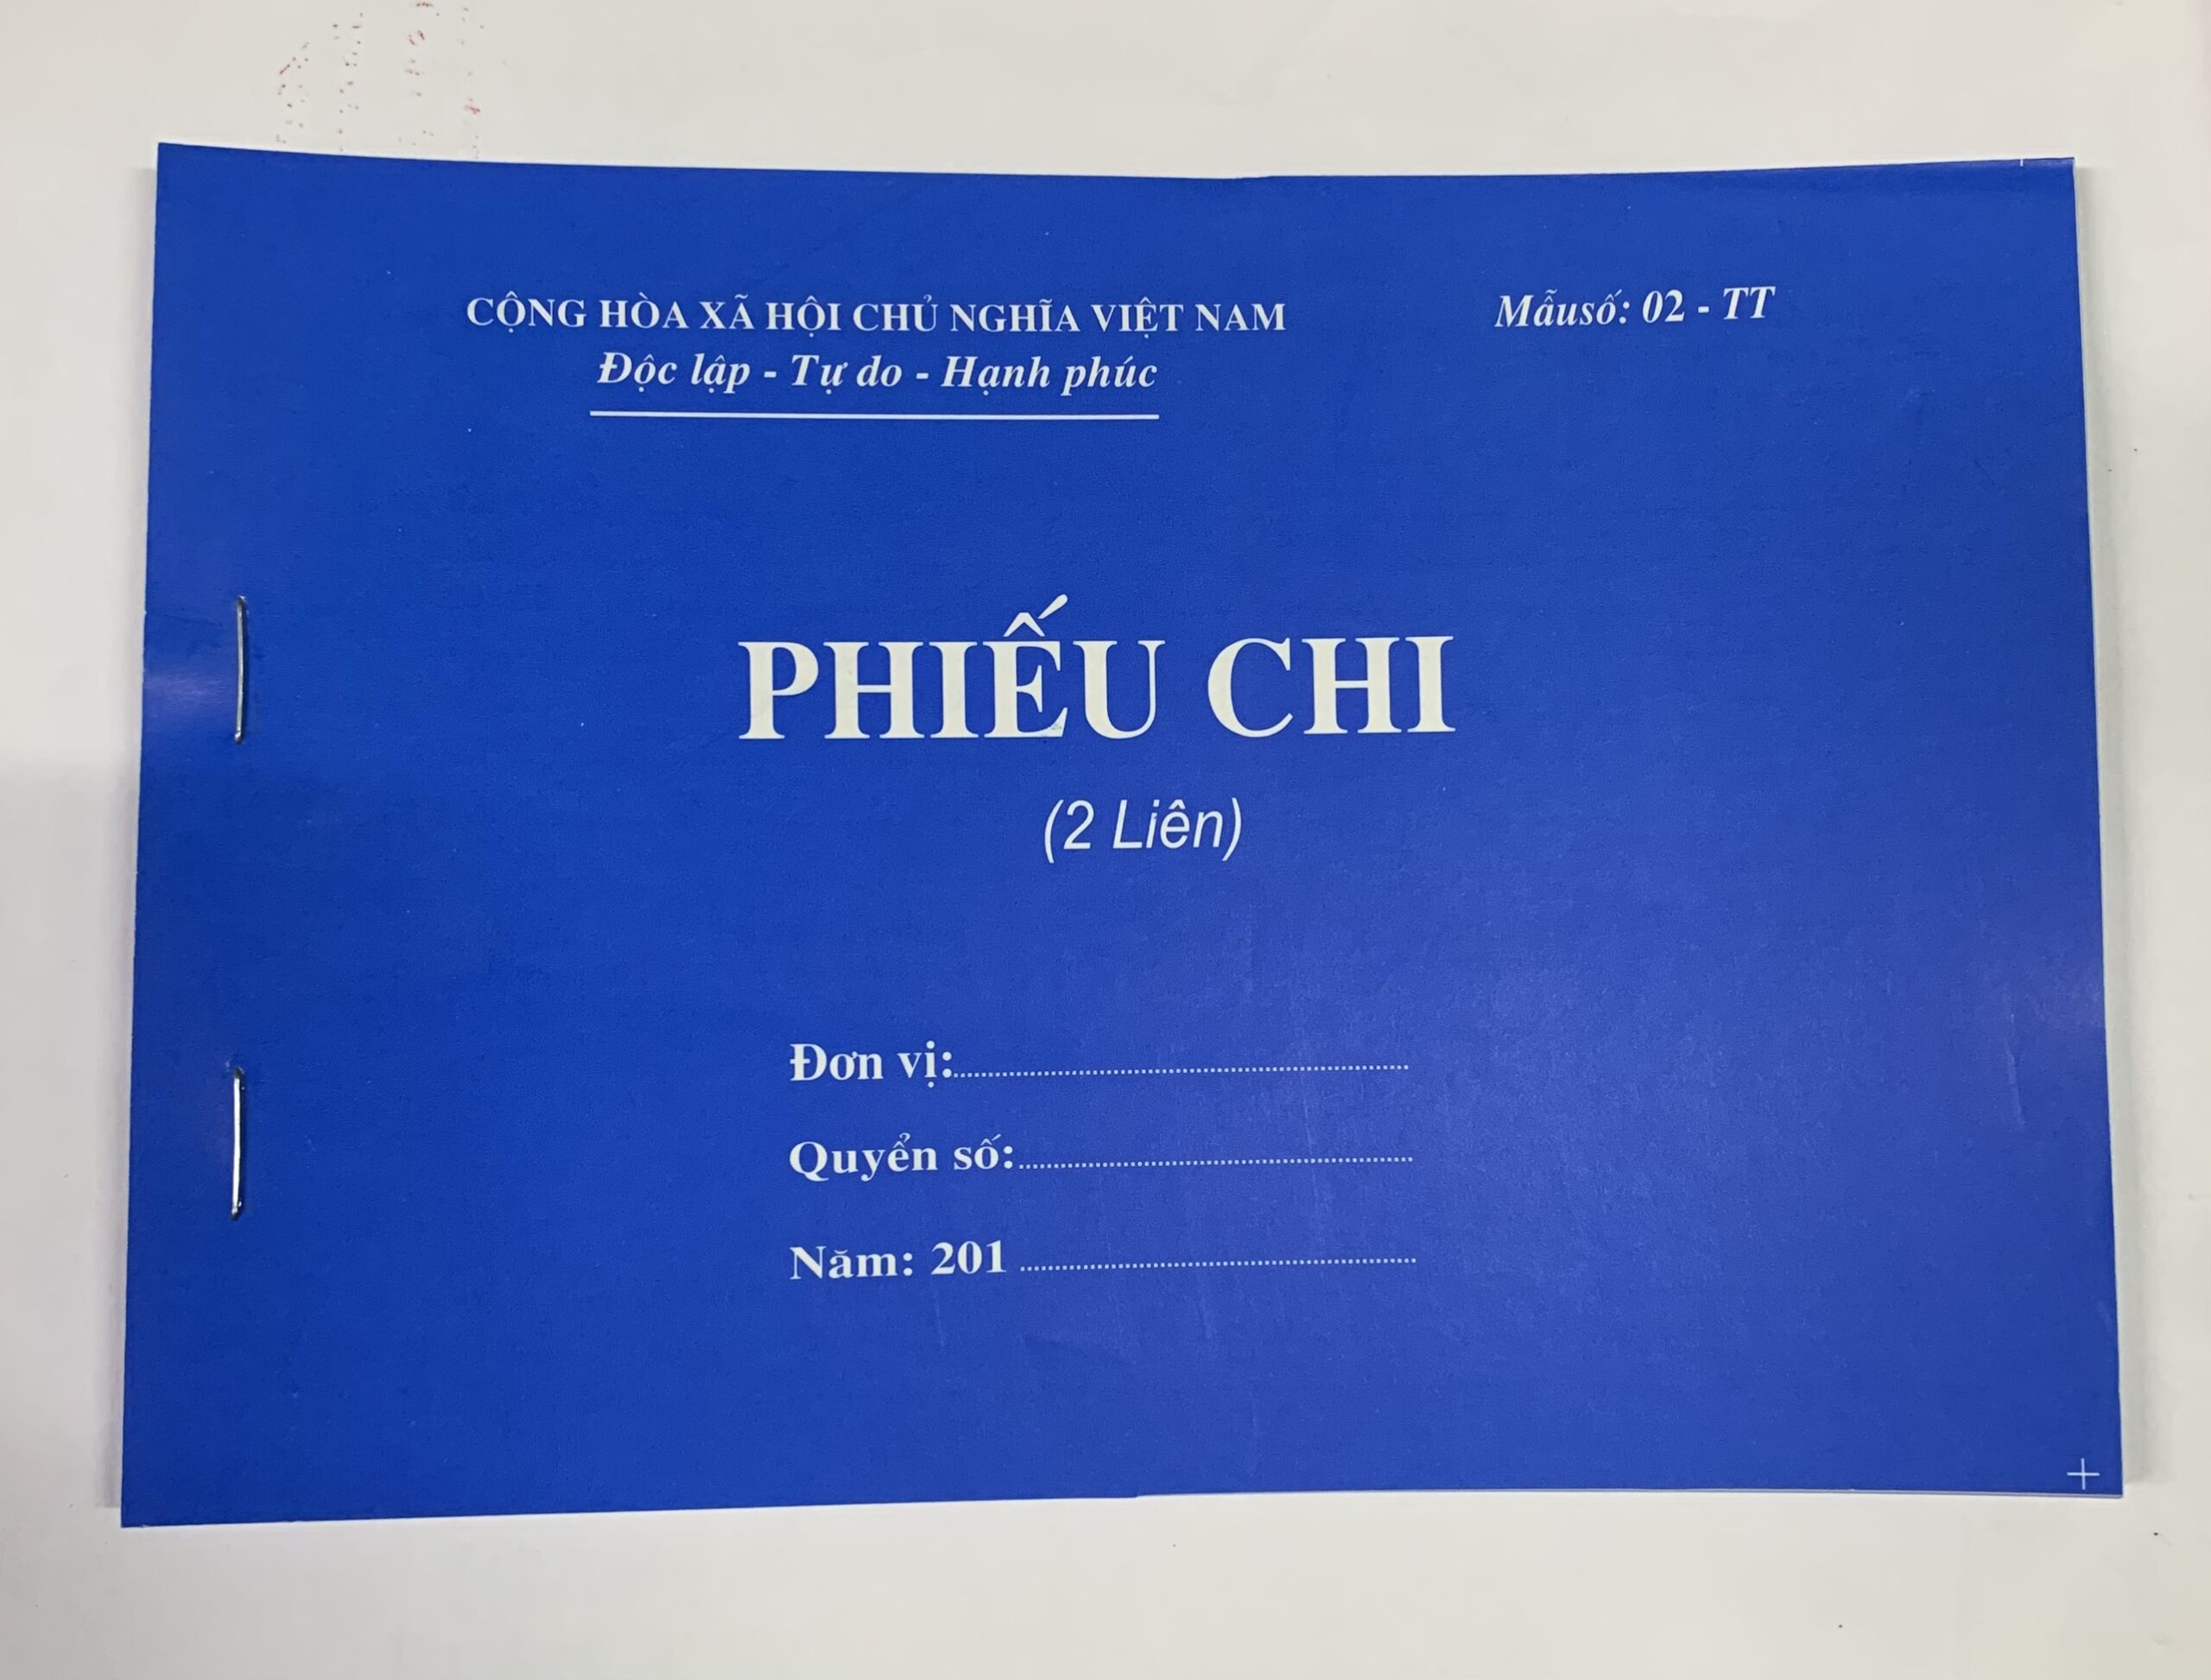 CỘNG HÒA XÃ HỘI CHỦ NGHĨA VIỆT NAM
Độc lập - Tự do - Hạnh phúc
Mẫusố: 02 - TT
PHIẾU CHI
(2 Liên)
Đơn vị:
Quyển số:
Năm: 201